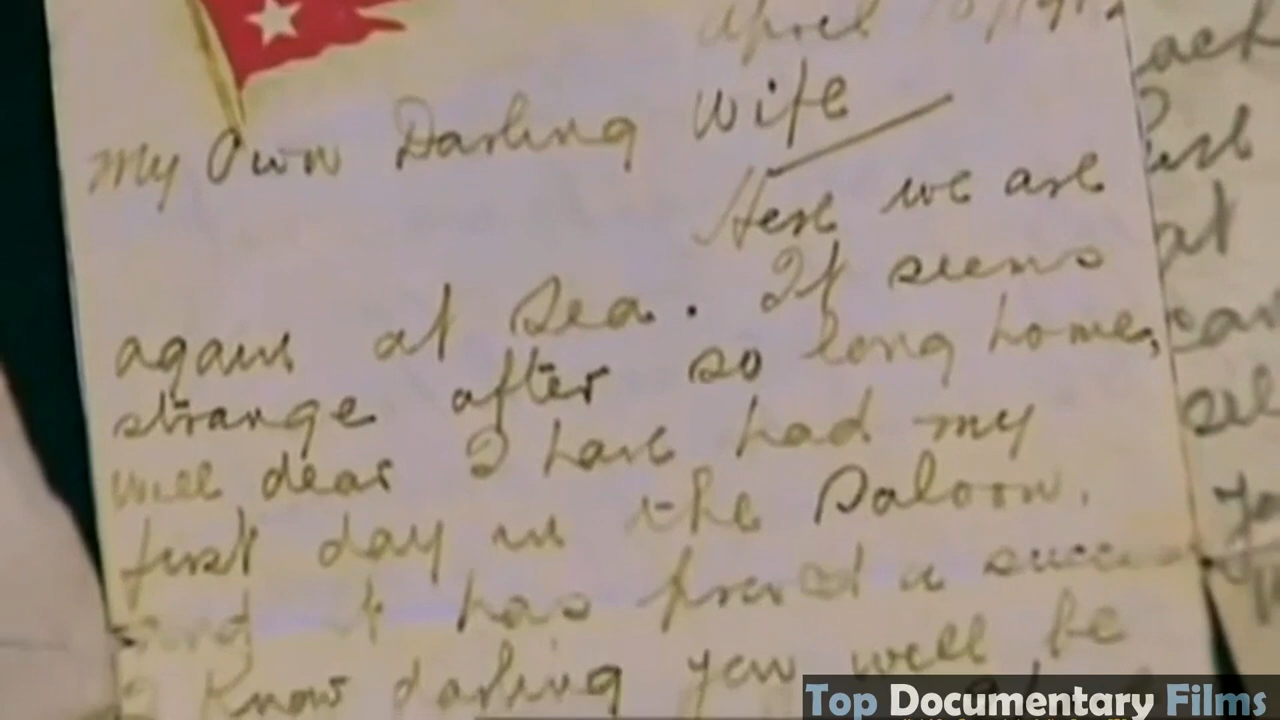 April
My Own Darling Wife
Here we are
again at Sea. It seems
strange after so long home,
well dear I have had my
first day in the Saloon.
and it has proved a success
I Know darling you will be
Top Documentary Films